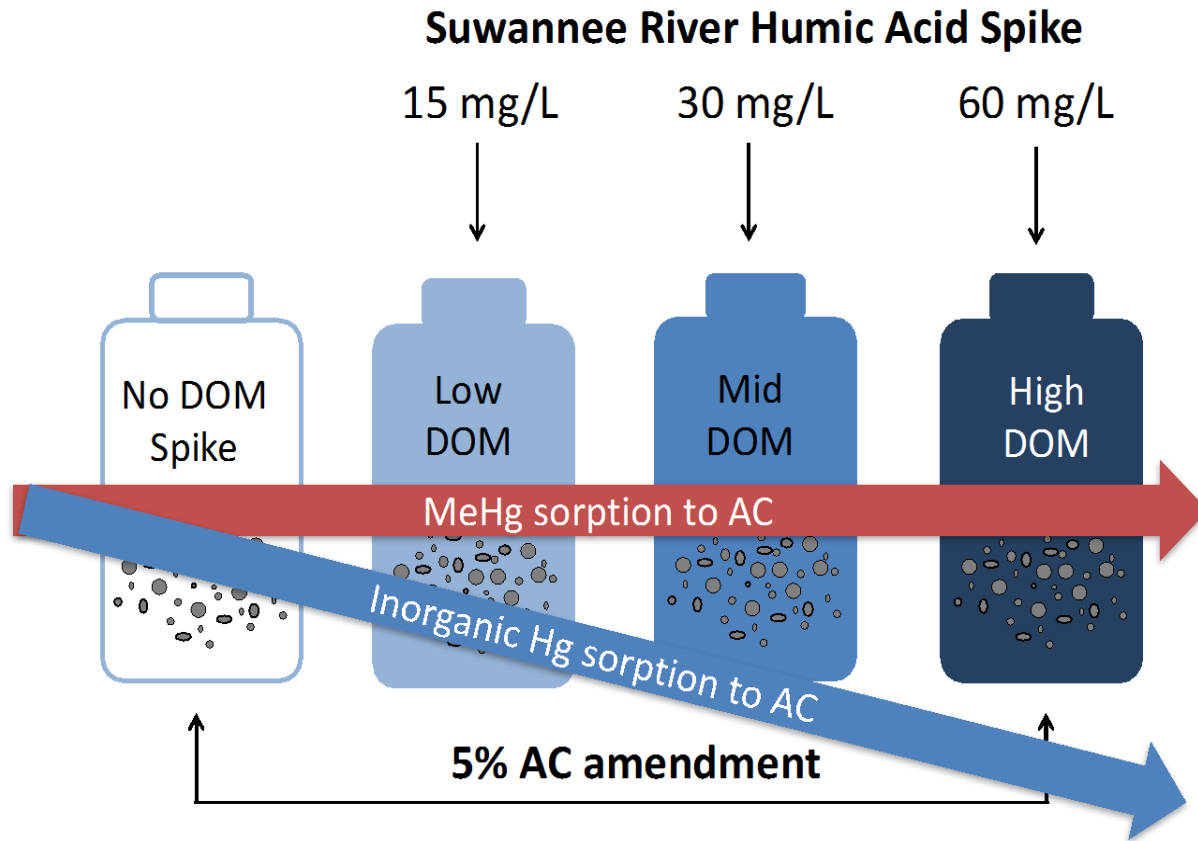 Suwannee River Humic Acid Spike
15 mg/L
30 mg/L
60 mg/L
No DOM
Spike
Low
DOM
Mid
DOM
High
DOM
MeHg sorption to AC
Inorganic Hg sorption to AC
5% AC amendment